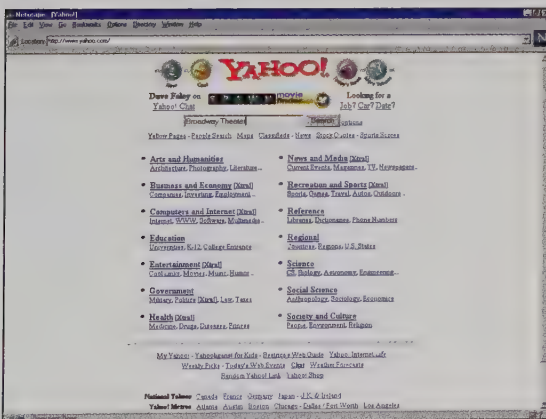 Netscape - [Yahoo!]
File Edit View Go Bookmarks Options Directory Window Help
Location: http://www.yahoo.com/
YAHOO!
Dave Foley on
Yahoo! Chat
movie
Looking for a
Job? Car? Date?
Broadway Theater Search options
Yellow Pages - People Search - Maps - Classifieds - News - Stock Quotes - Sports Scores
• Arts and Humanities
Architecture, Photography, Literature...
• News and Media [Xtra!]
Current Events, Magazines, TV, Newspapers...
• Business and Economy [Xtra!]
Companies, Investing, Employment...
• Recreation and Sports [Xtra!]
Sports, Games, Travel, Autos, Outdoors...
• Computers and Internet [Xtra!]
Internet, WWW, Software, Multimedia...
• Reference
Libraries, Dictionaries, Phone Numbers
• Education
Universities, K-12, College Entrance
• Regional
Countries, Regions, U.S. States
• Entertainment [Xtra!]
Movies, Music, Humor...
• Science
CS, Biology, Astronomy, Engineering...
• Government
Military, Politics [Xtra!], Law, Taxes
• Social Science
Anthropology, Sociology, Economics
• Health [Xtra!]
Medicine, Drugs, Diseases, Fitness
• Society and Culture
People, Environment, Religion
My Yahoo! - Yahooligans! for Kids - Beatrice's Web Guide - Yahoo! Internet Life
Weekly Picks - Today's Web Events - Chat - Weather Forecasts
Random Yahoo! Link - Yahoo! Shop
National Yahoos Canada France Germany Japan - U.K. & Ireland
Yahoo! Metros Atlanta Austin Boston Chicago - Dallas / Fort Worth Los Angeles